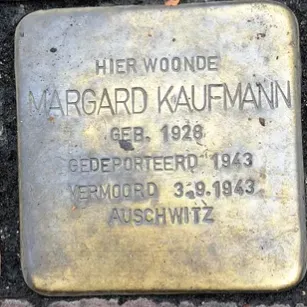 HIER WOONDE
MARGARD KAUFMANN
GEB. 1928
GEDEPORTEERD 1943
VERMOORD 3.9.1943
AUSCHWITZ